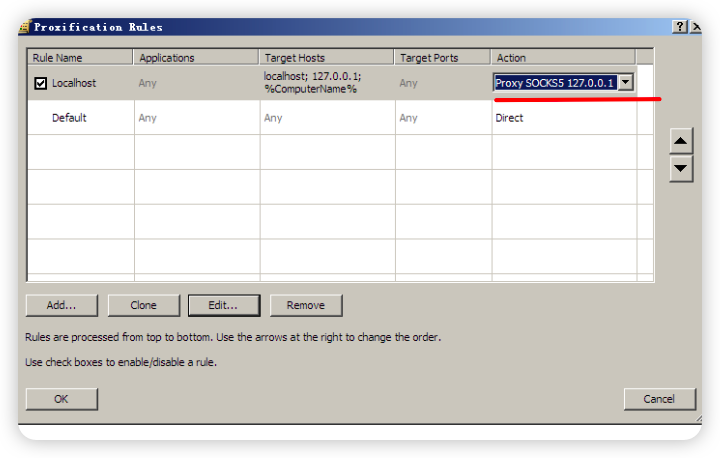 Proxification Rules
Rule Name Applications Target Hosts Target Ports Action
Localhost Any localhost; 127.0.0.1; %ComputerName% Any Proxy SOCKS5 127.0.0.1
Default Any Any Any Direct
Add... Clone Edit... Remove
Rules are processed from top to bottom. Use the arrows at the right to change the order.
Use check boxes to enable/disable a rule.
OK Cancel